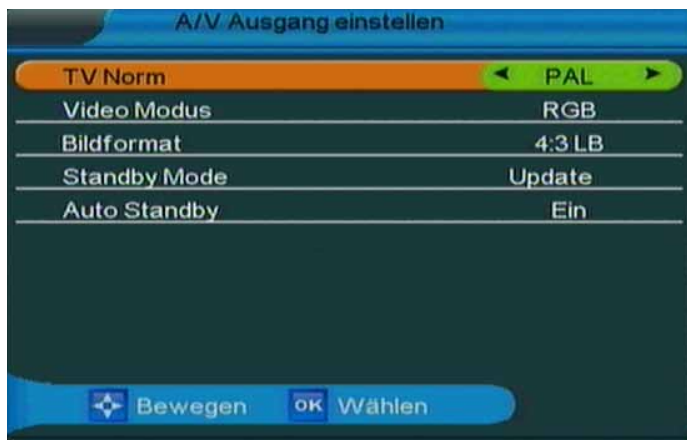 A/V Ausgang einstellen
TV Norm PAL
Video Modus RGB
Bildformat 4:3 LB
Standby Mode Update
Auto Standby Ein
Bewegen OK Wählen